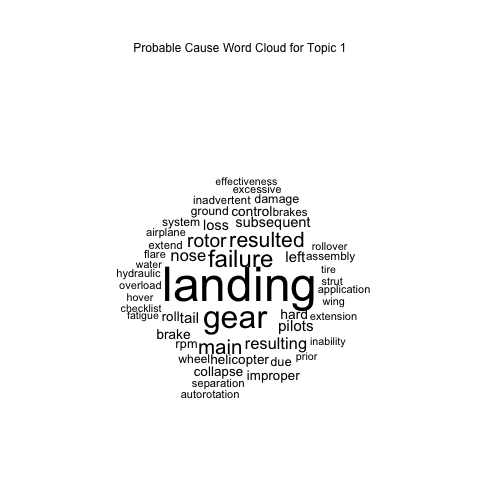 Probable Cause Word Cloud for Topic 1
effectiveness
excessive
inadvertent damage
ground control brakes
system loss subsequent
airplane rotor resulted
extend rollover
flare nose failure left assembly
water tire
hydraulic landing strut
overload application
hover wing
checklist gear hard extension
fatigue roll tail pilots
brake inability
rpm main resulting
wheel helicopter due prior
collapse improper
separation
autorotation